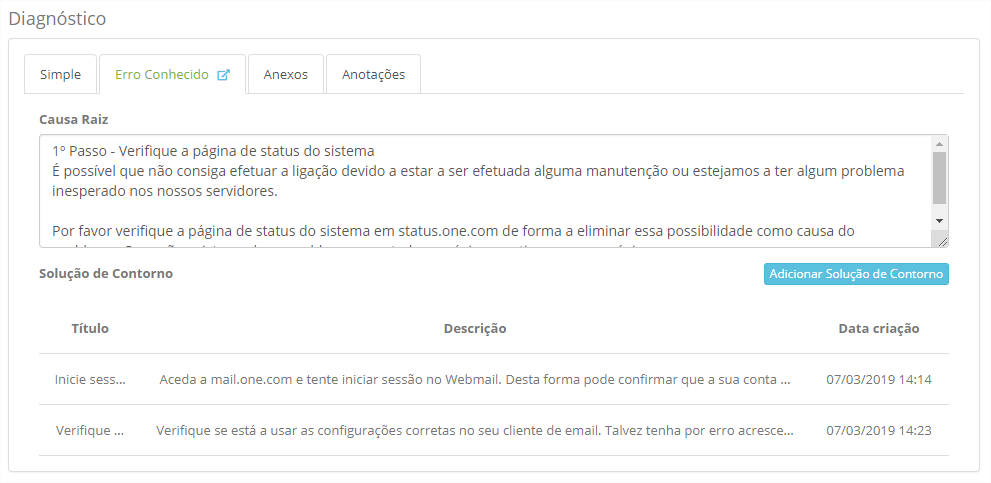 Diagnóstico
Simple
Erro Conhecido
Anexos
Anotações
Causa Raiz
1º Passo - Verifique a página de status do sistema
É possível que não consiga efetuar a ligação devido a estar a ser efetuada alguma manutenção ou estejamos a ter algum problema
inesperado nos nossos servidores.
Por favor verifique a página de status do sistema em status.one.com de forma a eliminar essa possibilidade como causa do
Solução de Contorno
Adicionar Solução de Contorno
Título
Descrição
Data criação
Inicie sess...
Aceda a mail.one.com e tente iniciar sessão no Webmail. Desta forma pode confirmar que a sua conta ...
07/03/2019 14:14
Verifique ...
Verifique se está a usar as configurações corretas no seu cliente de email. Talvez tenha por erro acresce...
07/03/2019 14:23